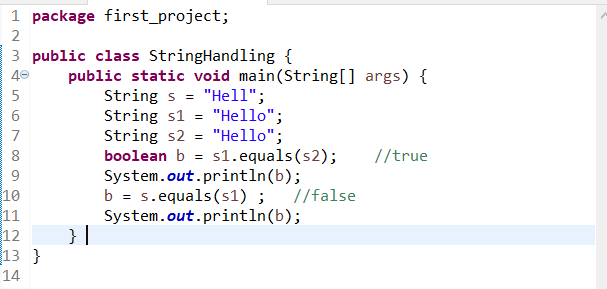 1 package first_project;
2
3 public class StringHandling {
4     public static void main(String[] args) {
5         String s = "Hell";
6         String s1 = "Hello";
7         String s2 = "Hello";
8         boolean b = s1.equals(s2);    //true
9         System.out.println(b);
10         b = s.equals(s1) ;   //false
11         System.out.println(b);
12     }
13 }
14